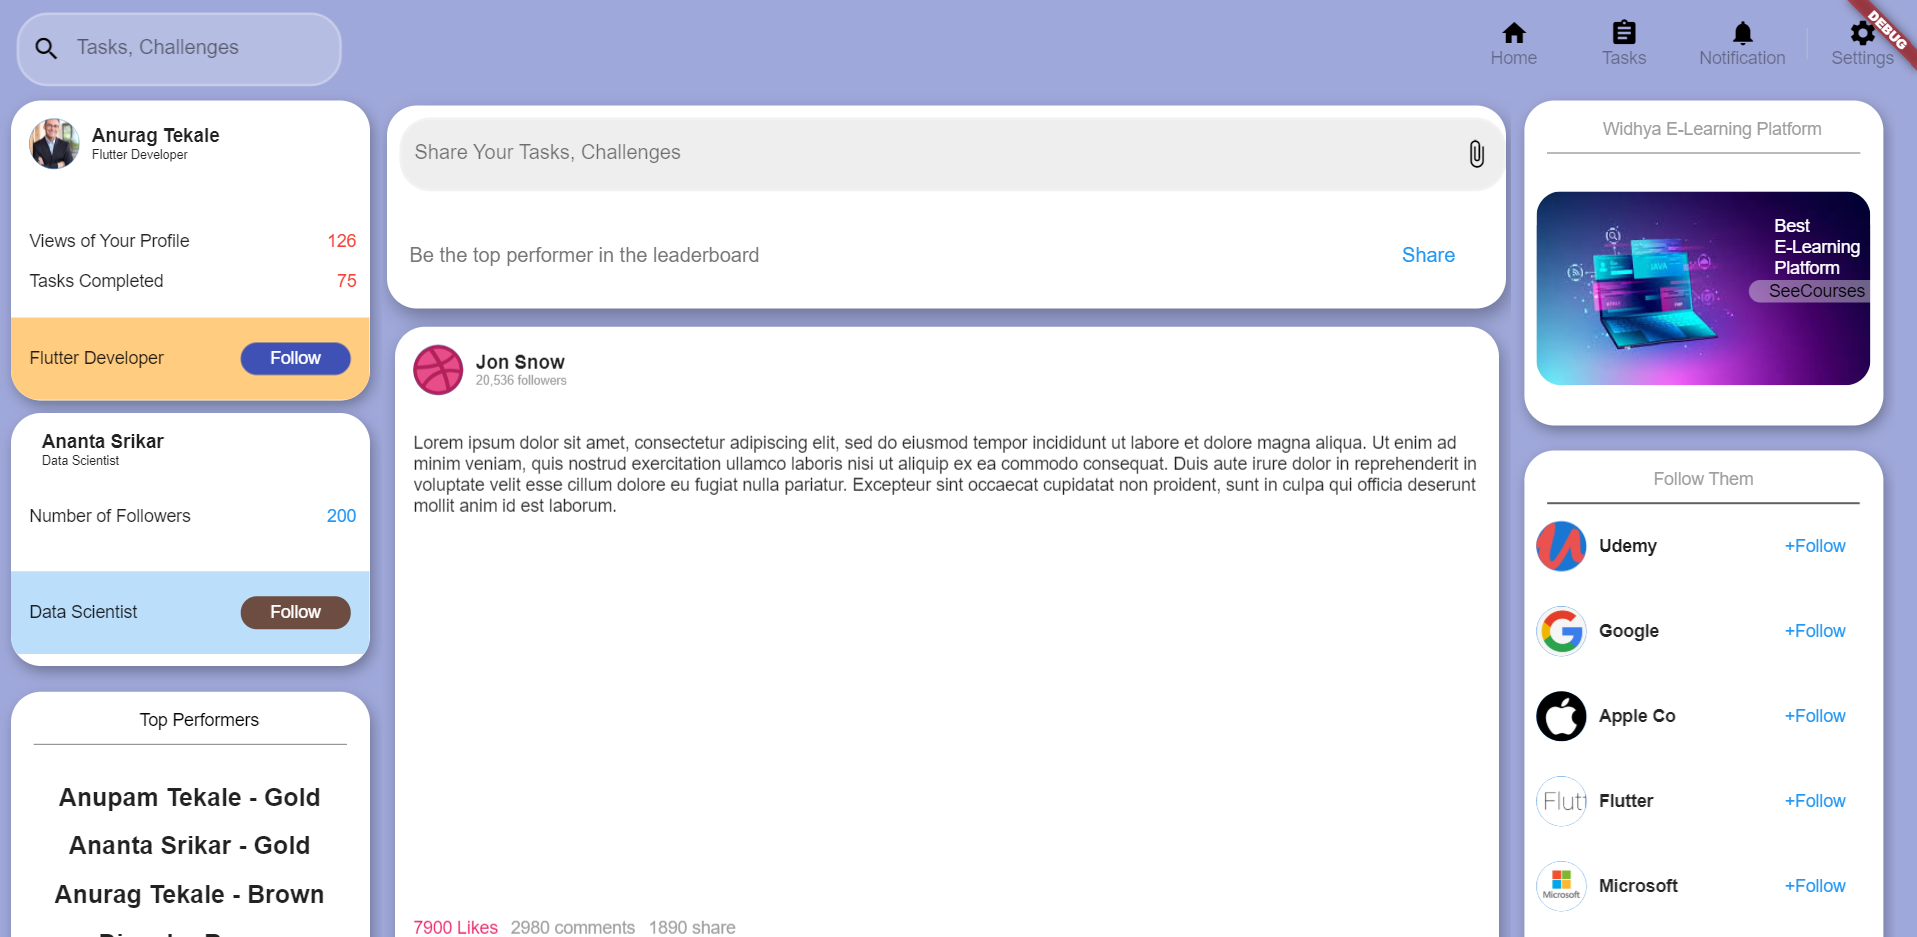 Tasks, Challenges
Home
Tasks
Notification
Settings
DEBUG
Anurag Tekale
Flutter Developer
Views of Your Profile 126
Tasks Completed 75
Flutter Developer Follow
Ananta Srikar
Data Scientist
Number of Followers 200
Data Scientist Follow
Top Performers
Anupam Tekale - Gold
Ananta Srikar - Gold
Anurag Tekale - Brown
Share Your Tasks, Challenges
Be the top performer in the leaderboard Share
Jon Snow
20,536 followers
Lorem ipsum dolor sit amet, consectetur adipiscing elit, sed do eiusmod tempor incididunt ut labore et dolore magna aliqua. Ut enim ad
minim veniam, quis nostrud exercitation ullamco laboris nisi ut aliquip ex ea commodo consequat. Duis aute irure dolor in reprehenderit in
voluptate velit esse cillum dolore eu fugiat nulla pariatur. Excepteur sint occaecat cupidatat non proident, sunt in culpa qui officia deserunt
mollit anim id est laborum.
7900 Likes 2980 comments 1890 share
Widhya E-Learning Platform
JAVA
Best
E-Learning
Platform
SeeCourses
Follow Them
Udemy +Follow
Google +Follow
Apple Co +Follow
Flutt
Flutter +Follow
Microsoft
Microsoft +Follow